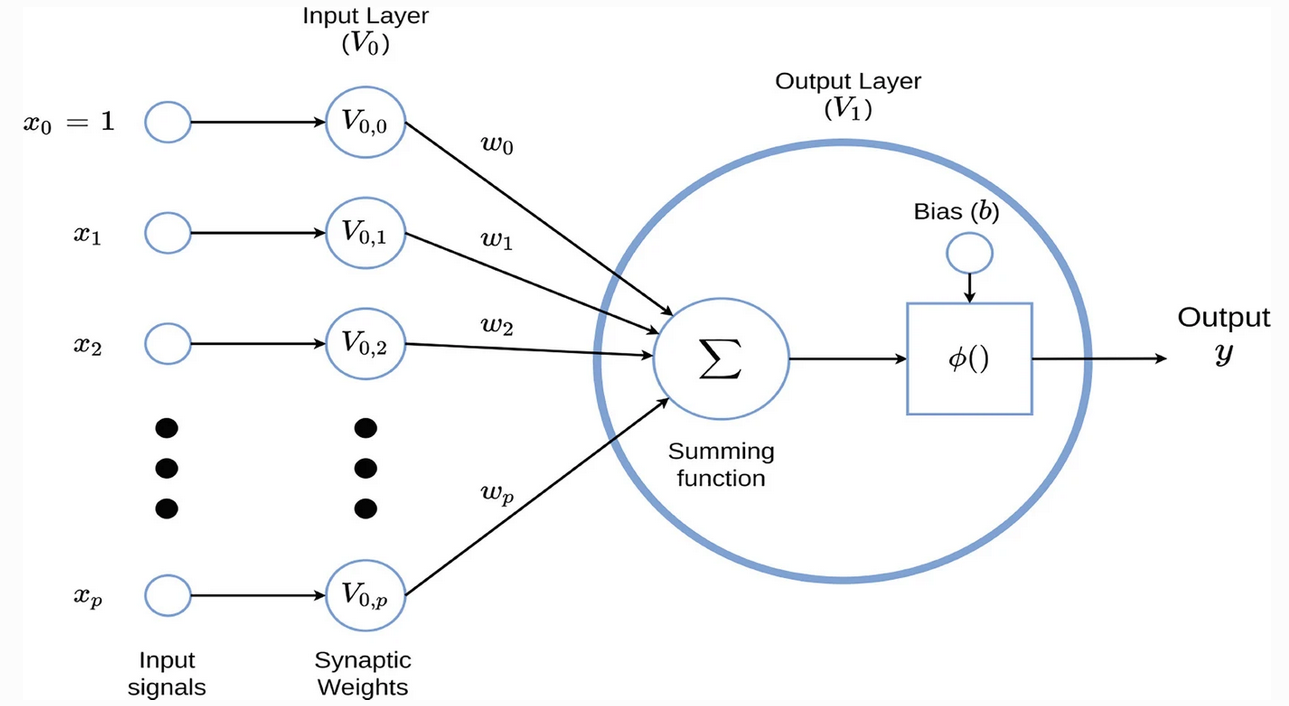 Input Layer
(V₀)
Output Layer
(V₁)
x₀ = 1
V₀,₀
w₀
x₁
V₀,₁
w₁
Bias (b)
x₂
V₀,₂
w₂
∑
ϕ()
Output
y
Summing
function
xₚ
V₀,ₚ
wₚ
Input
signals
Synaptic
Weights